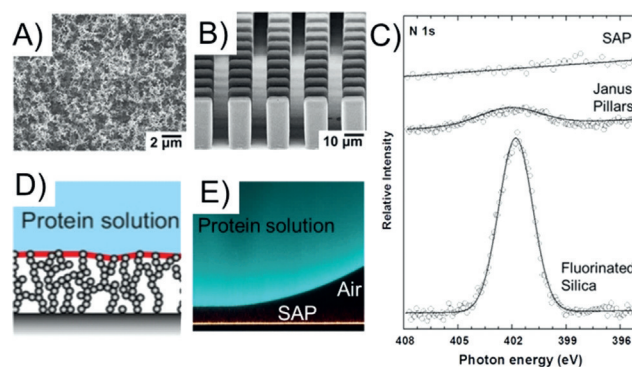 A)
2 µm
B)
10 µm
C)
N 1s
SAP
Janus
Pillars
Fluorinated
Silica
Relative Intensity
408 405 402 399 396
Photon energy (eV)
D)
Protein solution
E)
Protein solution
Air
SAP